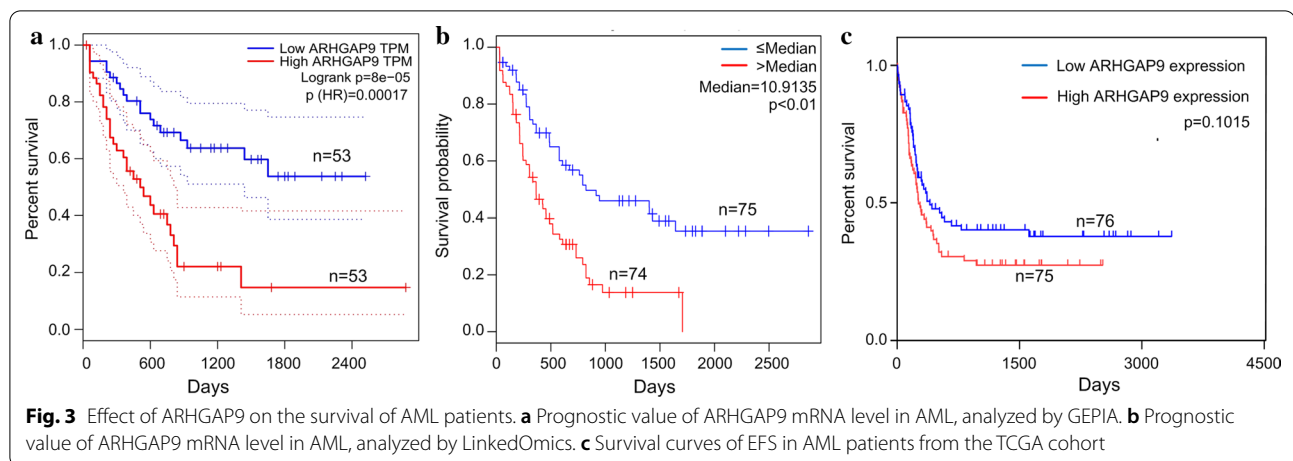 a
Low ARHGAP9 TPM
High ARHGAP9 TPM
Logrank p=8e−05
p (HR)=0.00017
Percent survival
1.0
0.8
0.6
0.4
0.2
0.0
n=53
n=53
0 600 1200 1800 2400
Days
b
≤Median
>Median
Median=10.9135
p<0.01
Survival probability
1.0
0.8
0.6
0.4
0.2
0.0
n=75
n=74
0 500 1000 1500 2000 2500
Days
c
Low ARHGAP9 expression
High ARHGAP9 expression
p=0.1015
Percent survival
1.0
0.5
0.0
n=76
n=75
0 1500 3000 4500
Days
Fig. 3 Effect of ARHGAP9 on the survival of AML patients. a Prognostic value of ARHGAP9 mRNA level in AML, analyzed by GEPIA. b Prognostic
value of ARHGAP9 mRNA level in AML, analyzed by LinkedOmics. c Survival curves of EFS in AML patients from the TCGA cohort